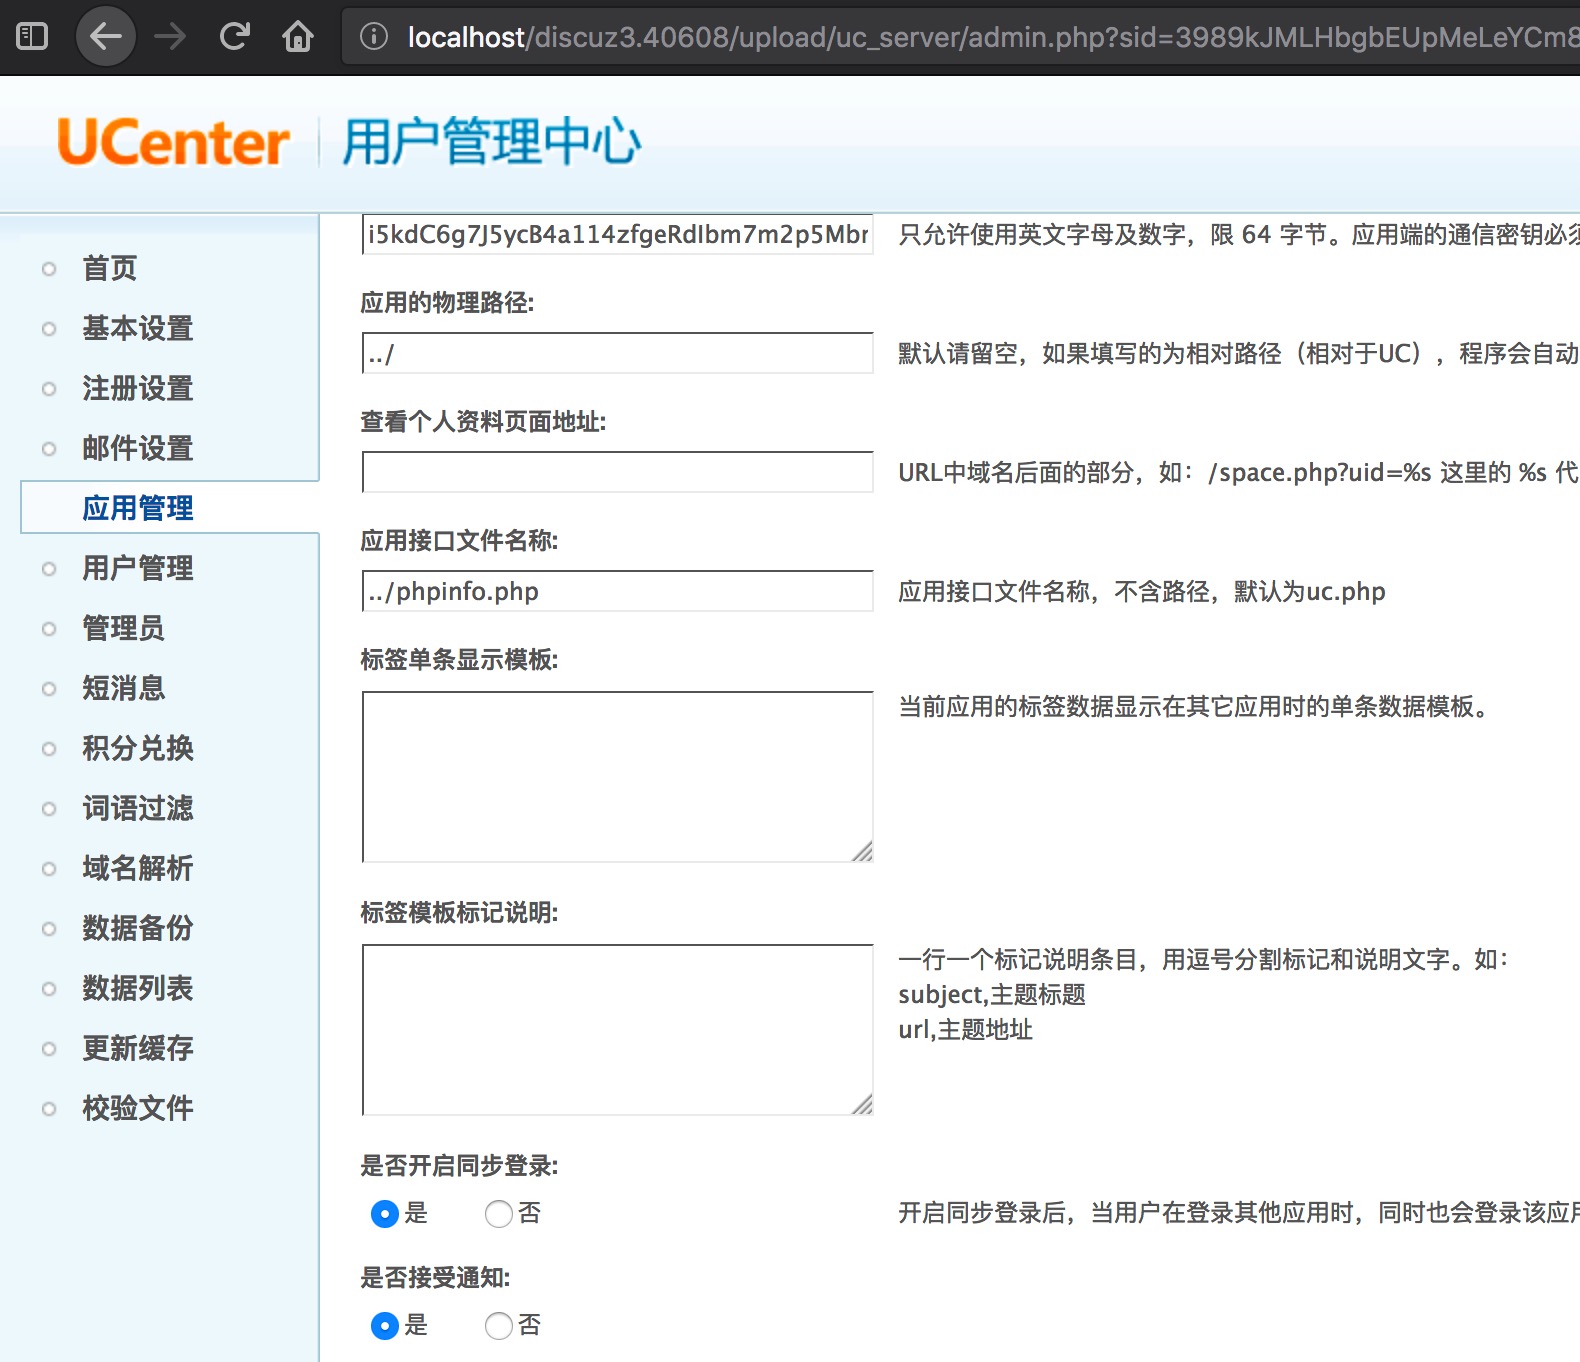 localhost/discuz3.40608/upload/uc_server/admin.php?sid=3989kJMLHbgbEUpMeLeYCm8
UCenter 用户管理中心
首页
基本设置
注册设置
邮件设置
应用管理
用户管理
管理员
短消息
积分兑换
词语过滤
域名解析
数据备份
数据列表
更新缓存
校验文件
i5kdC6g7J5ycB4a114zfgeRdIbm7m2p5Mbr 只允许使用英文字母及数字，限 64 字节。应用端的通信密钥必须
应用的物理路径:
../ 默认请留空，如果填写的为相对路径（相对于UC），程序会自动
查看个人资料页面地址:
URL中域名后面的部分，如：/space.php?uid=%s 这里的 %s 代
应用接口文件名称:
../phpinfo.php 应用接口文件名称，不含路径，默认为uc.php
标签单条显示模板:
当前应用的标签数据显示在其它应用时的单条数据模板。
标签模板标记说明:
一行一个标记说明条目，用逗号分割标记和说明文字。如：
subject,主题标题
url,主题地址
是否开启同步登录:
是 否 开启同步登录后，当用户在登录其他应用时，同时也会登录该应用
是否接受通知:
是 否